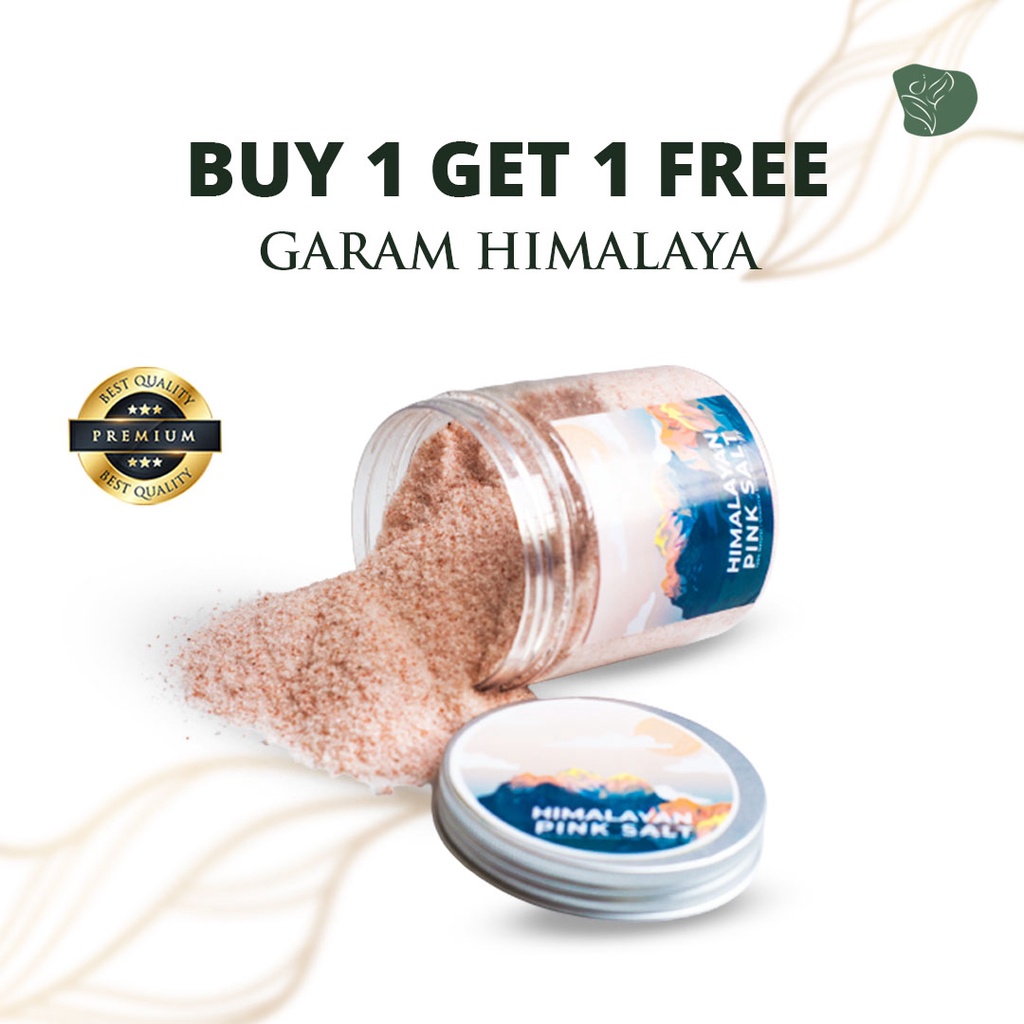 BUY 1 GET 1 FREE
GARAM HIMALAYA
BEST QUALITY
PREMIUM
BEST QUALITY
HIMALAYAN
PINK SALT
HIMALAYAN
PINK SALT